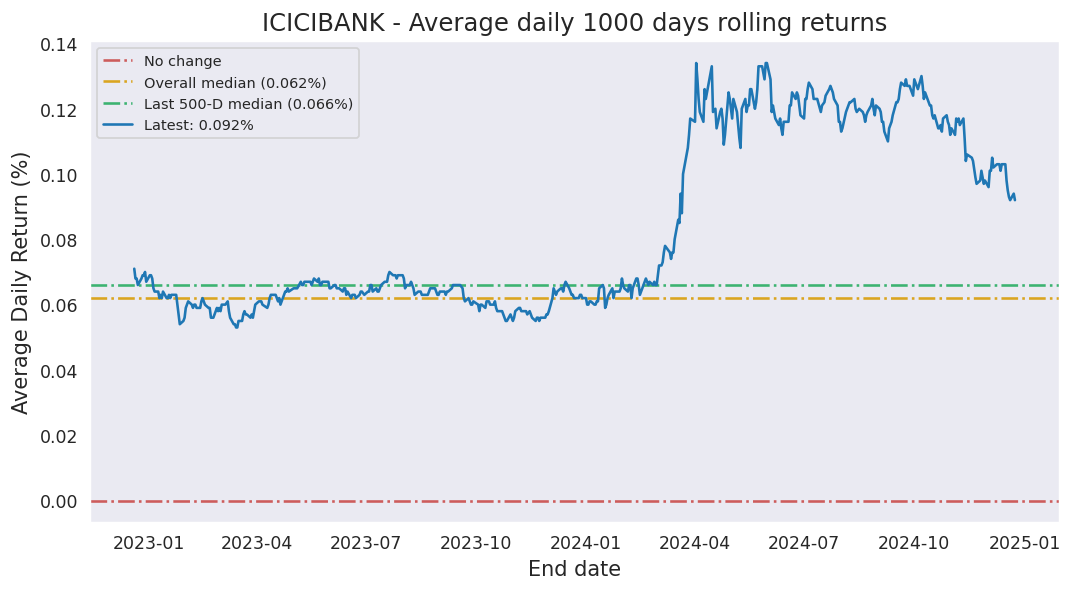 ICICIBANK - Average daily 1000 days rolling returns
No change
Overall median (0.062%)
Last 500-D median (0.066%)
Latest: 0.092%
Average Daily Return (%)
0.14
0.12
0.10
0.08
0.06
0.04
0.02
0.00
2023-01 2023-04 2023-07 2023-10 2024-01 2024-04 2024-07 2024-10 2025-01
End date